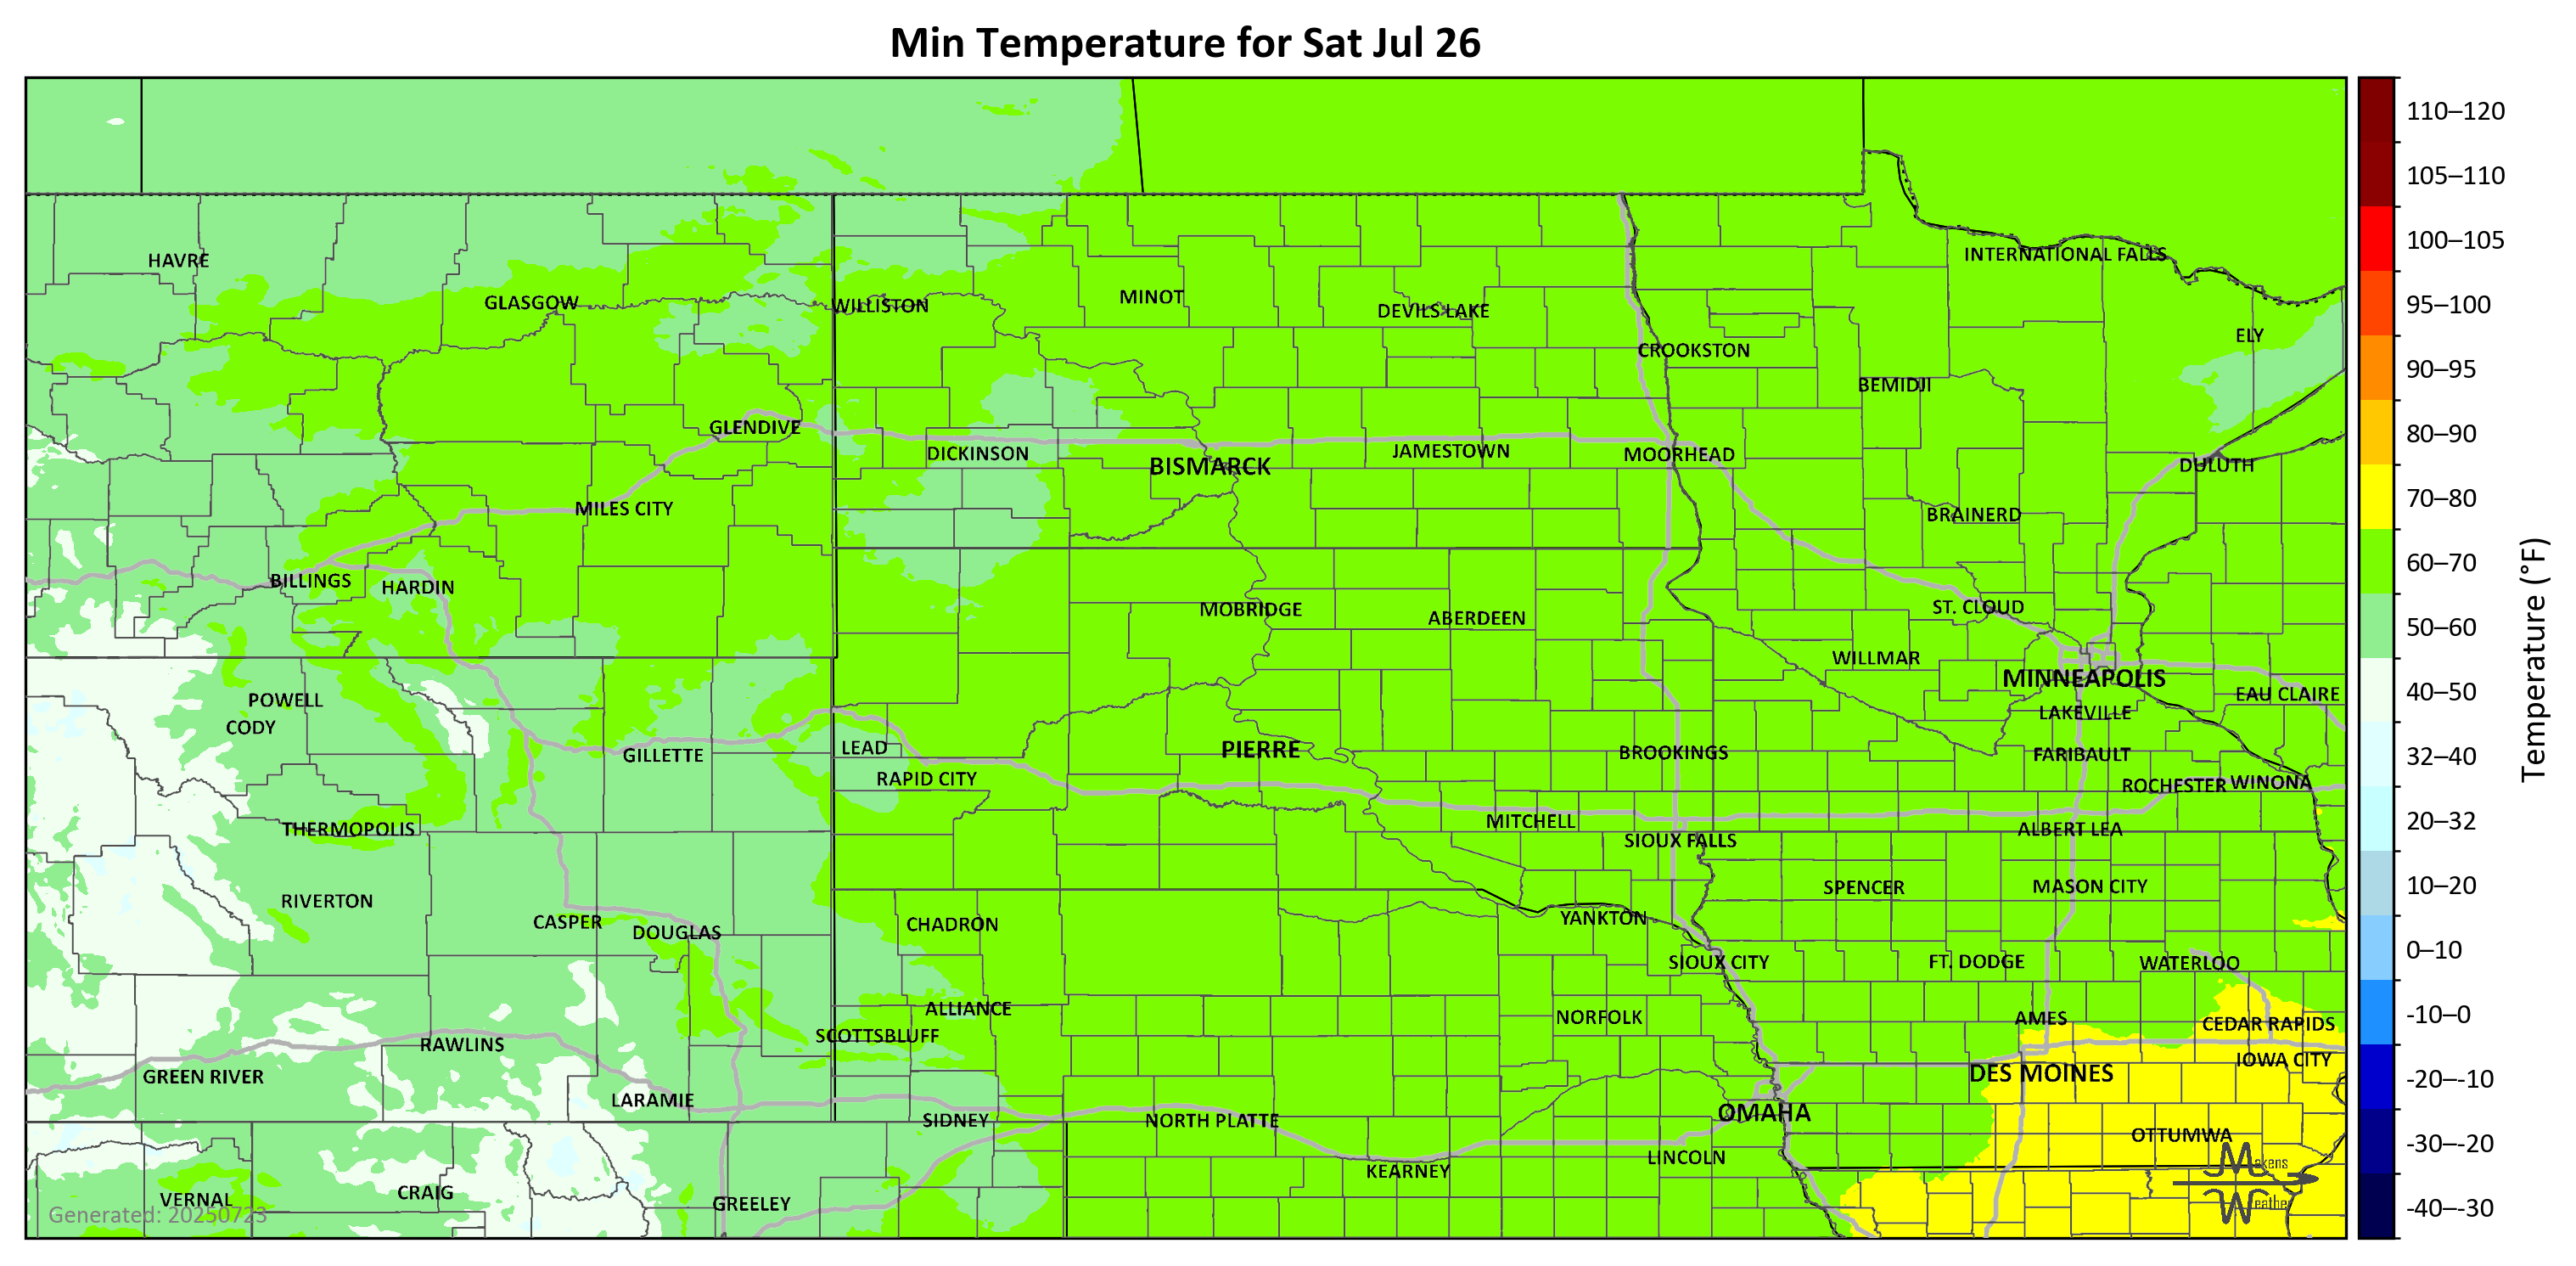 Min Temperature for Sat Jul 26
HAVRE
GLASGOW
WILLISTON
MINOT
DEVILS LAKE
INTERNATIONAL FALLS
ELY
CROOKSTON
BEMIDJI
GLENDIVE
DICKINSON
BISMARCK
JAMESTOWN
MOORHEAD
DULUTH
MILES CITY
BRAINERD
BILLINGS
HARDIN
MOBRIDGE
ABERDEEN
ST. CLOUD
WILLMAR
MINNEAPOLIS
EAU CLAIRE
POWELL
CODY
LAKEVILLE
GILLETTE
LEAD
PIERRE
BROOKINGS
FARIBAULT
RAPID CITY
ROCHESTER
WINONA
THERMOPOLIS
MITCHELL
SIOUX FALLS
ALBERT LEA
RIVERTON
SPENCER
MASON CITY
CASPER
DOUGLAS
CHADRON
YANKTON
SIOUX CITY
FT. DODGE
WATERLOO
ALLIANCE
NORFOLK
AMES
CEDAR RAPIDS
SCOTTSBLUFF
RAWLINS
IOWA CITY
GREEN RIVER
DES MOINES
LARAMIE
SIDNEY
NORTH PLATTE
OMAHA
OTTUMWA
KEARNEY
LINCOLN
VERNAL
CRAIG
GREELEY
Generated: 20250723
Makens
Weather
110–120
105–110
100–105
95–100
90–95
80–90
70–80
60–70
50–60
40–50
32–40
20–32
10–20
0–10
-10–0
-20–-10
-30–-20
-40–-30
Temperature (°F)